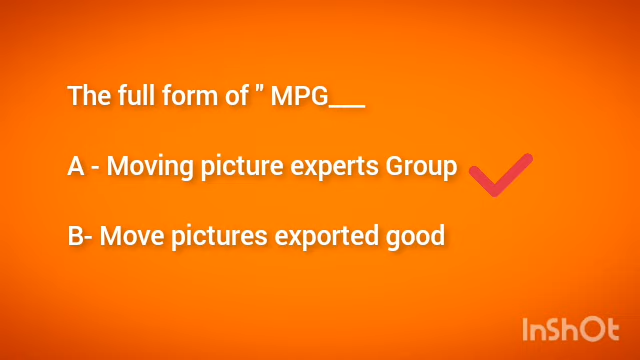 The full form of " MPG___
A - Moving picture experts Group
B- Move pictures exported good
InShOt